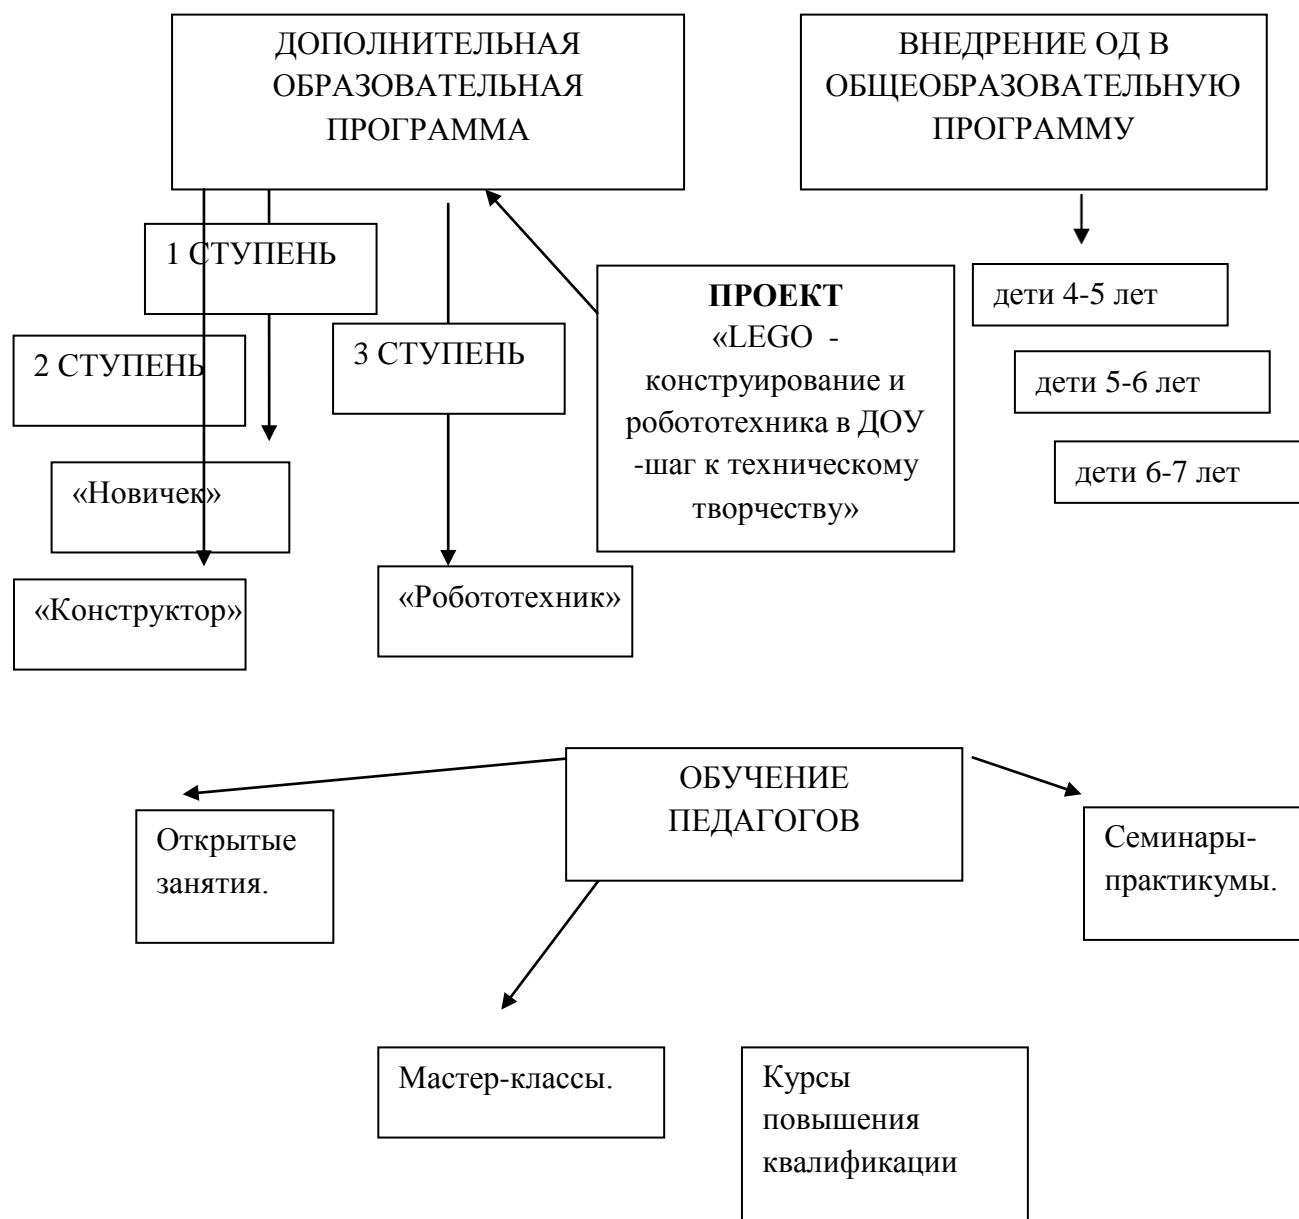 ДОПОЛНИТЕЛЬНАЯ
ОБРАЗОВАТЕЛЬНАЯ
ПРОГРАММА
ВНЕДРЕНИЕ ОД В
ОБЩЕОБРАЗОВАТЕЛЬНУЮ
ПРОГРАММУ
1 СТУПЕНЬ
2 СТУПЕНЬ
3 СТУПЕНЬ
ПРОЕКТ
«LEGO -
конструирование и
робототехника в ДОУ
-шаг к техническому
творчеству»
дети 4-5 лет
дети 5-6 лет
дети 6-7 лет
«Новичек»
«Конструктор»
«Робототехник»
ОБУЧЕНИЕ
ПЕДАГОГОВ
Открытые
занятия.
Семинары-
практикумы.
Мастер-классы.
Курсы
повышения
квалификации